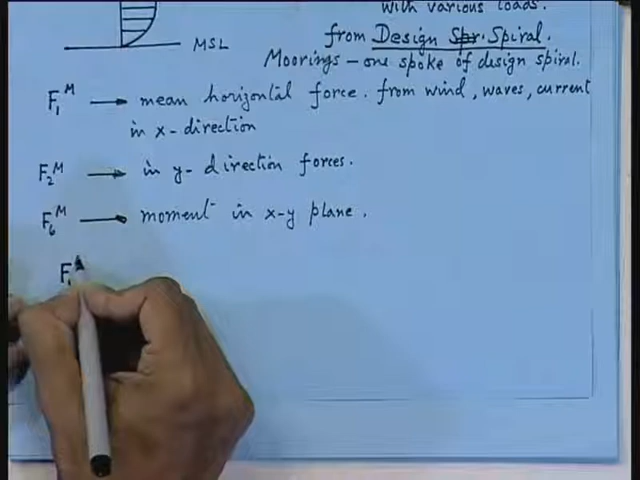 with various loads.
from Design Spr. Spiral.
MSL
Moorings – one spoke of design spiral.
F₁ᴹ → mean horizontal force. from wind, waves, current
in x-direction
F₂ᴹ → in y-direction forces.
F₆ᴹ → moment in x-y plane.
F